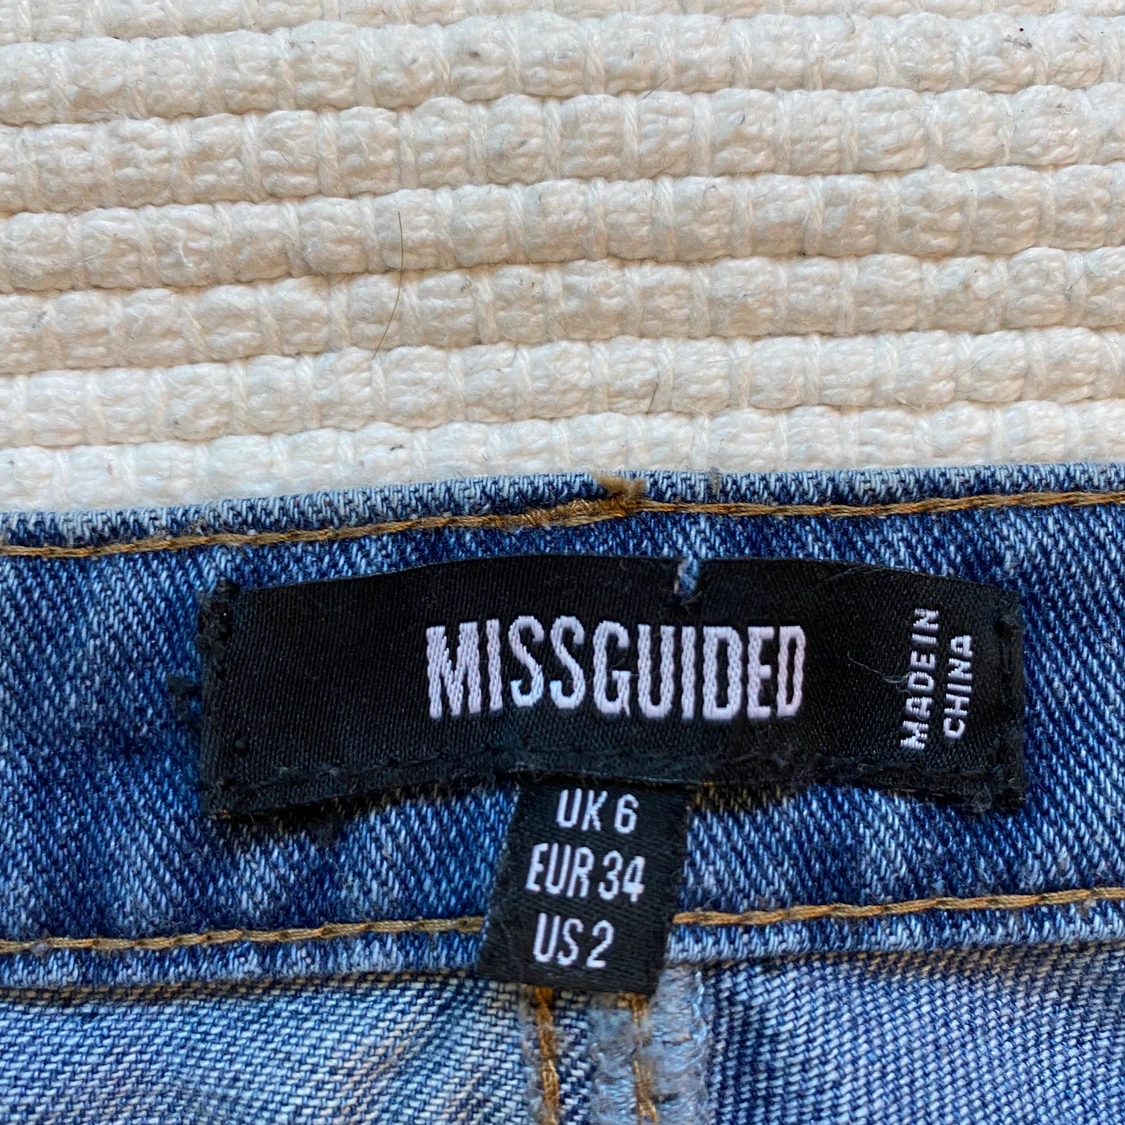 MISSGUIDED
MADE IN
CHINA
UK 6
EUR 34
US 2